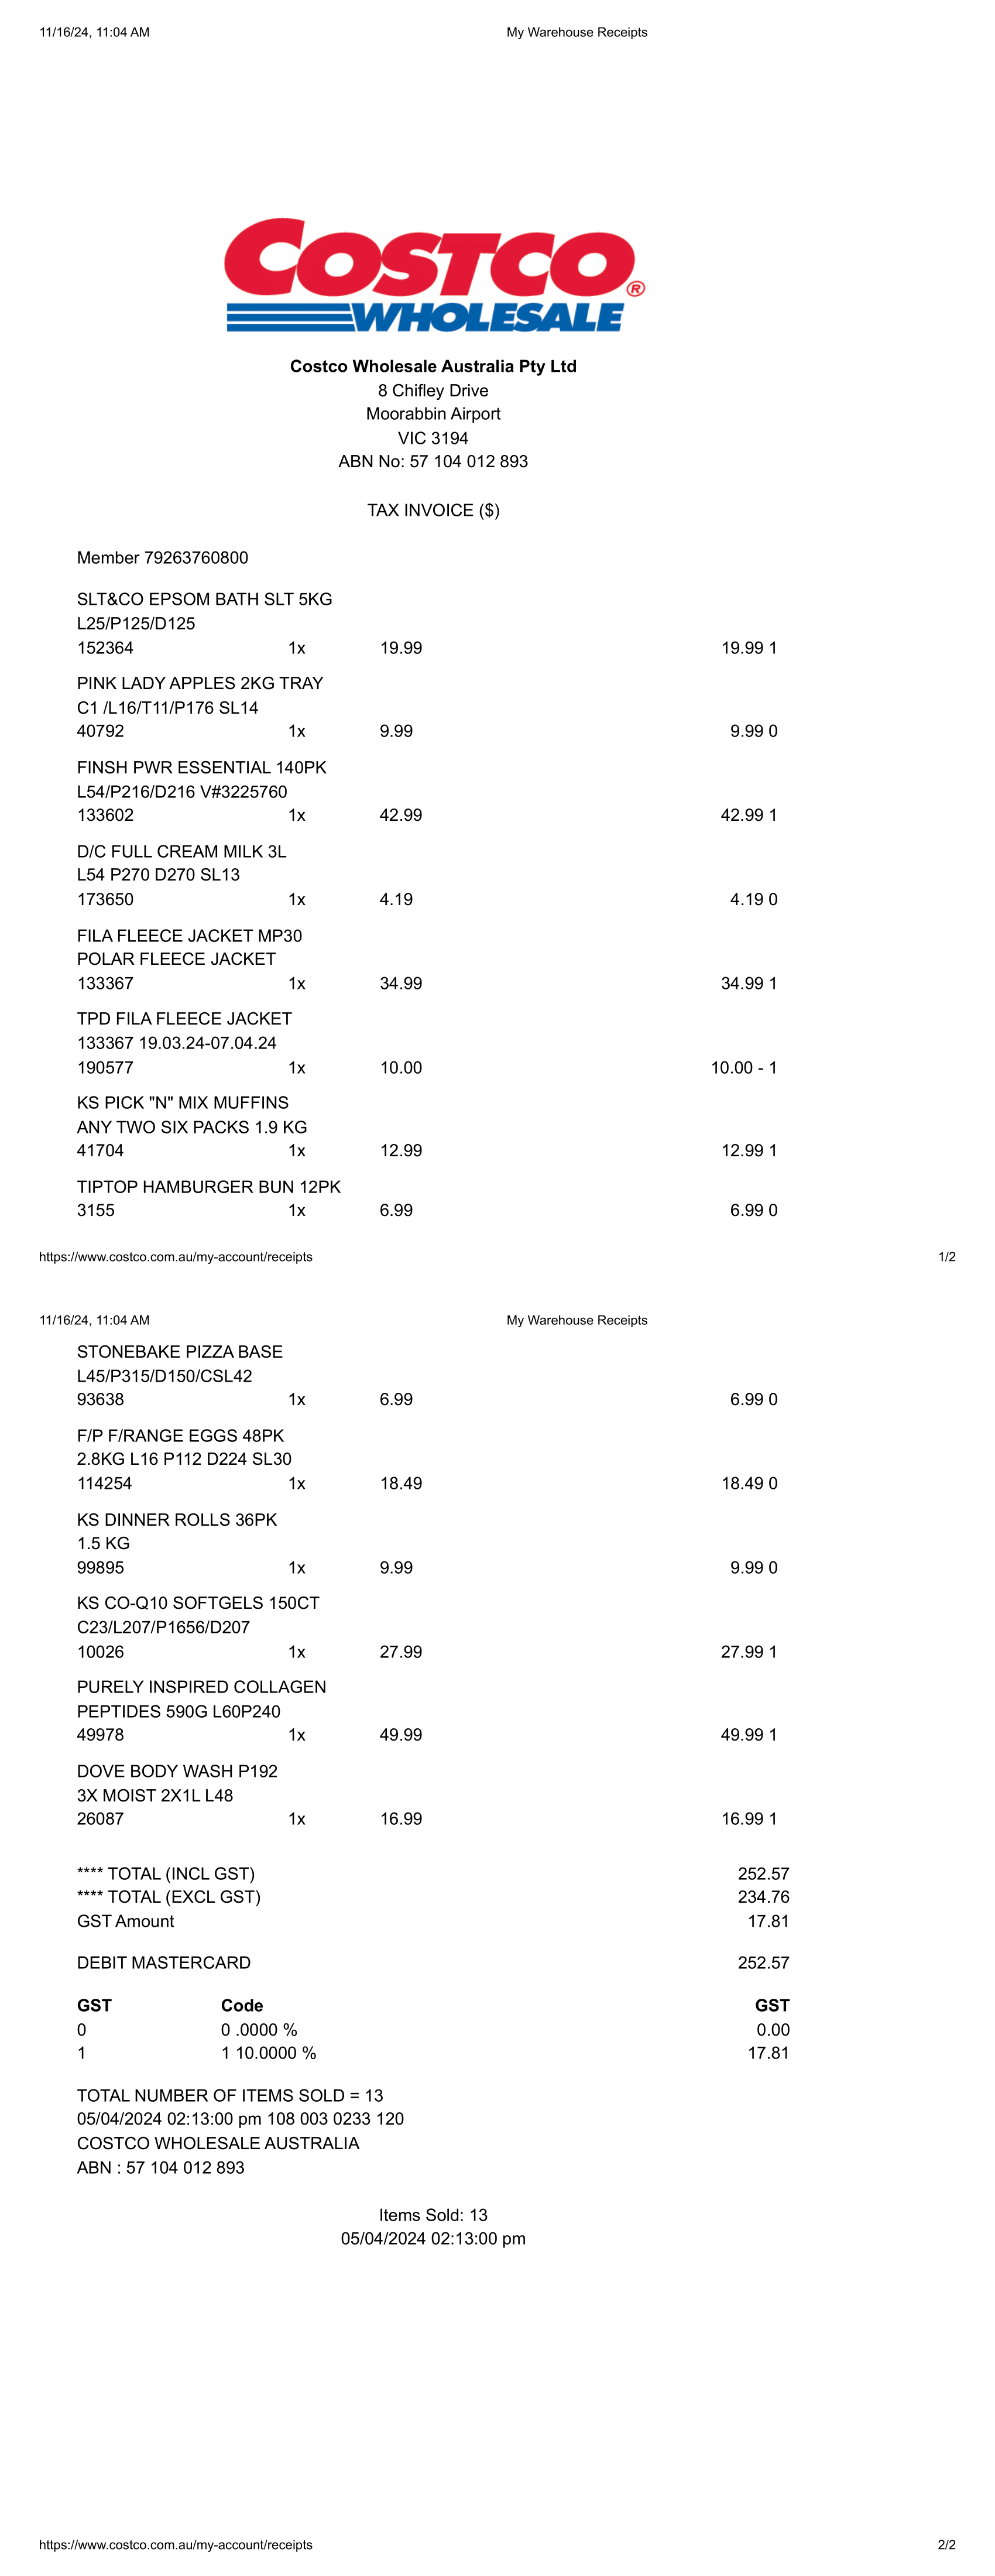 11/16/24, 11:04 AM My Warehouse Receipts
COSTCO ®
WHOLESALE
Costco Wholesale Australia Pty Ltd
8 Chifley Drive
Moorabbin Airport
VIC 3194
ABN No: 57 104 012 893
TAX INVOICE ($)
Member 79263760800
SLT&CO EPSOM BATH SLT 5KG
L25/P125/D125
152364 1x 19.99 19.99 1
PINK LADY APPLES 2KG TRAY
C1 /L16/T11/P176 SL14
40792 1x 9.99 9.99 0
FINSH PWR ESSENTIAL 140PK
L54/P216/D216 V#3225760
133602 1x 42.99 42.99 1
D/C FULL CREAM MILK 3L
L54 P270 D270 SL13
173650 1x 4.19 4.19 0
FILA FLEECE JACKET MP30
POLAR FLEECE JACKET
133367 1x 34.99 34.99 1
TPD FILA FLEECE JACKET
133367 19.03.24-07.04.24
190577 1x 10.00 10.00 - 1
KS PICK "N" MIX MUFFINS
ANY TWO SIX PACKS 1.9 KG
41704 1x 12.99 12.99 1
TIPTOP HAMBURGER BUN 12PK
3155 1x 6.99 6.99 0
https://www.costco.com.au/my-account/receipts 1/2
11/16/24, 11:04 AM My Warehouse Receipts
STONEBAKE PIZZA BASE
L45/P315/D150/CSL42
93638 1x 6.99 6.99 0
F/P F/RANGE EGGS 48PK
2.8KG L16 P112 D224 SL30
114254 1x 18.49 18.49 0
KS DINNER ROLLS 36PK
1.5 KG
99895 1x 9.99 9.99 0
KS CO-Q10 SOFTGELS 150CT
C23/L207/P1656/D207
10026 1x 27.99 27.99 1
PURELY INSPIRED COLLAGEN
PEPTIDES 590G L60P240
49978 1x 49.99 49.99 1
DOVE BODY WASH P192
3X MOIST 2X1L L48
26087 1x 16.99 16.99 1
**** TOTAL (INCL GST) 252.57
**** TOTAL (EXCL GST) 234.76
GST Amount 17.81
DEBIT MASTERCARD 252.57
GST Code GST
0 0 .0000 % 0.00
1 1 10.0000 % 17.81
TOTAL NUMBER OF ITEMS SOLD = 13
05/04/2024 02:13:00 pm 108 003 0233 120
COSTCO WHOLESALE AUSTRALIA
ABN : 57 104 012 893
Items Sold: 13
05/04/2024 02:13:00 pm
https://www.costco.com.au/my-account/receipts 2/2